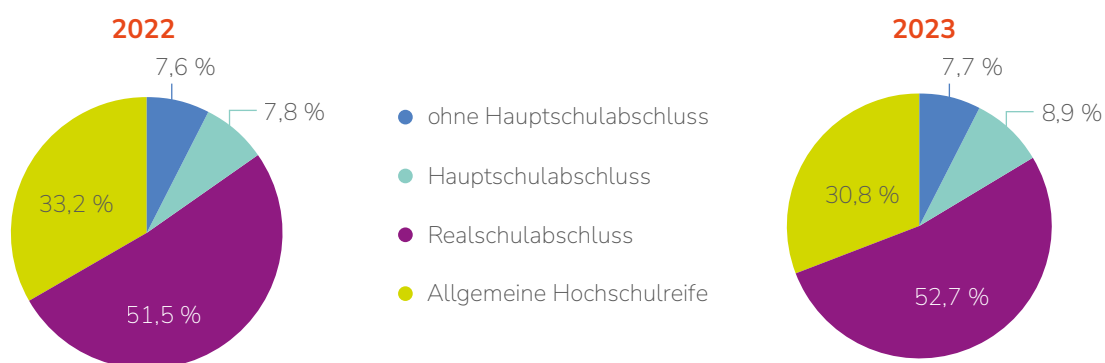 2022
7,6 %
7,8 %
33,2 %
51,5 %
ohne Hauptschulabschluss
Hauptschulabschluss
Realschulabschluss
Allgemeine Hochschulreife
2023
7,7 %
8,9 %
30,8 %
52,7 %